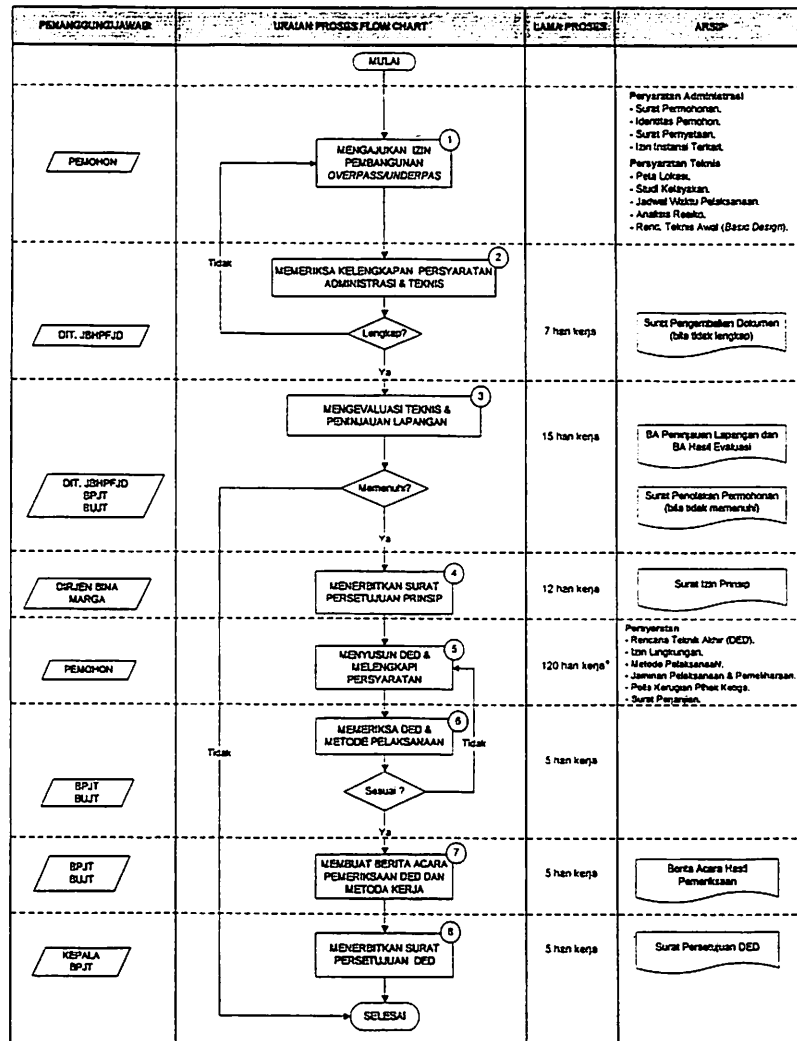 PENANGGUNGJAWAB
URAIAN PROSES FLOW CHART
LAMA PROSES
ARSIP
MULAI
PEMOHON
1
MENGAJUKAN IZIN
PEMBANGUNAN
OVERPASS/UNDERPAS
Persyaratan Administrasi
- Surat Permohonan.
- Identitas Pemohon.
- Surat Pernyataan.
- Izin Instansi Terkait.
Persyaratan Teknis
- Peta Lokasi.
- Studi Kelayakan.
- Jadwal Waktu Pelaksanaan.
- Analisis Resiko.
- Renc. Teknis Awal (Basic Design).
Tidak
2
MEMERIKSA KELENGKAPAN PERSYARATAN
ADMINISTRASI & TEKNIS
DIT. JBHPFJD
Lengkap?
7 hari kerja
Surat Pengembalian Dokumen
(bila tidak lengkap)
Ya
3
MENGEVALUASI TEKNIS &
PENINJAUAN LAPANGAN
15 hari kerja
BA Peninjauan Lapangan dan
BA Hasil Evaluasi
DIT. JBHPFJD
BPJT
BUJT
Memenuhi?
Surat Penolakan Permohonan
(bila tidak memenuhi)
Ya
DIRJEN BINA
MARGA
4
MENERBITKAN SURAT
PERSETUJUAN PRINSIP
12 hari kerja
Surat Izin Prinsip
PEMOHON
5
MENYUSUN DED &
MELENGKAPI
PERSYARATAN
120 hari kerja*
Persyaratan
- Rencana Teknik Akhir (DED).
- Izin Lingkungan.
- Metode Pelaksanaan.
- Jaminan Pelaksanaan & Pemeliharaan.
- Polis Kerugian Pihak Ketiga.
- Surat Perjanjian.
6
MEMERIKSA DED &
METODE PELAKSANAAN
Tidak
Tidak
5 hari kerja
BPJT
BUJT
Sesuai ?
Ya
BPJT
BUJT
7
MEMBUAT BERITA ACARA
PEMERIKSAAN DED DAN
METODA KERJA
5 hari kerja
Berita Acara Hasil
Pemeriksaan
KEPALA
BPJT
8
MENERBITKAN SURAT
PERSETUJUAN DED
5 hari kerja
Surat Persetujuan DED
SELESAI